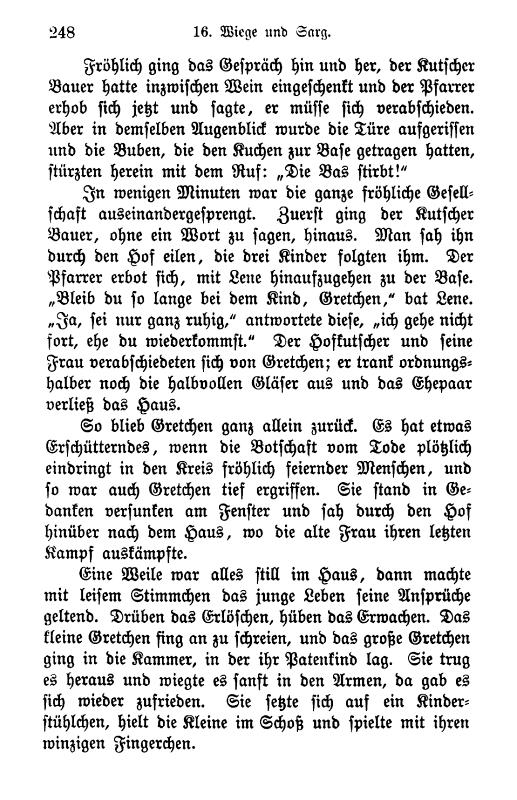 248 16. Wiege und Sarg.
Fröhlich ging das Gespräch hin und her, der Kutscher
Bauer hatte inzwischen Wein eingeschenkt und der Pfarrer
erhob sich jetzt und sagte, er müsse sich verabschieden.
Aber in demselben Augenblick wurde die Türe aufgerissen
und die Buben, die den Kuchen zur Base getragen hatten,
stürzten herein mit dem Ruf: „Die Bas stirbt!“
In wenigen Minuten war die ganze fröhliche Gesell-
schaft auseinandergesprengt. Zuerst ging der Kutscher
Bauer, ohne ein Wort zu sagen, hinaus. Man sah ihn
durch den Hof eilen, die drei Kinder folgten ihm. Der
Pfarrer erbot sich, mit Lene hinaufzugehen zu der Base.
„Bleib du so lange bei dem Kind, Gretchen,“ bat Lene.
„Ja, sei nur ganz ruhig,“ antwortete diese, „ich gehe nicht
fort, ehe du wiederkommst.“ Der Hofkutscher und seine
Frau verabschiedeten sich von Gretchen; er trank ordnungs-
halber noch die halbvollen Gläser aus und das Ehepaar
verließ das Haus.
So blieb Gretchen ganz allein zurück. Es hat etwas
Erschütterndes, wenn die Botschaft vom Tode plötzlich
eindringt in den Kreis fröhlich feiernder Menschen, und
so war auch Gretchen tief ergriffen. Sie stand in Ge-
danken versunken am Fenster und sah durch den Hof
hinüber nach dem Haus, wo die alte Frau ihren letzten
Kampf auskämpfte.
Eine Weile war alles still im Haus, dann machte
mit leisem Stimmchen das junge Leben seine Ansprüche
geltend. Drüben das Erlöschen, hüben das Erwachen. Das
kleine Gretchen fing an zu schreien, und das große Gretchen
ging in die Kammer, in der ihr Patenkind lag. Sie trug
es heraus und wiegte es sanft in den Armen, da gab es
sich wieder zufrieden. Sie setzte sich auf ein Kinder-
stühlchen, hielt die Kleine im Schoß und spielte mit ihren
winzigen Fingerchen.